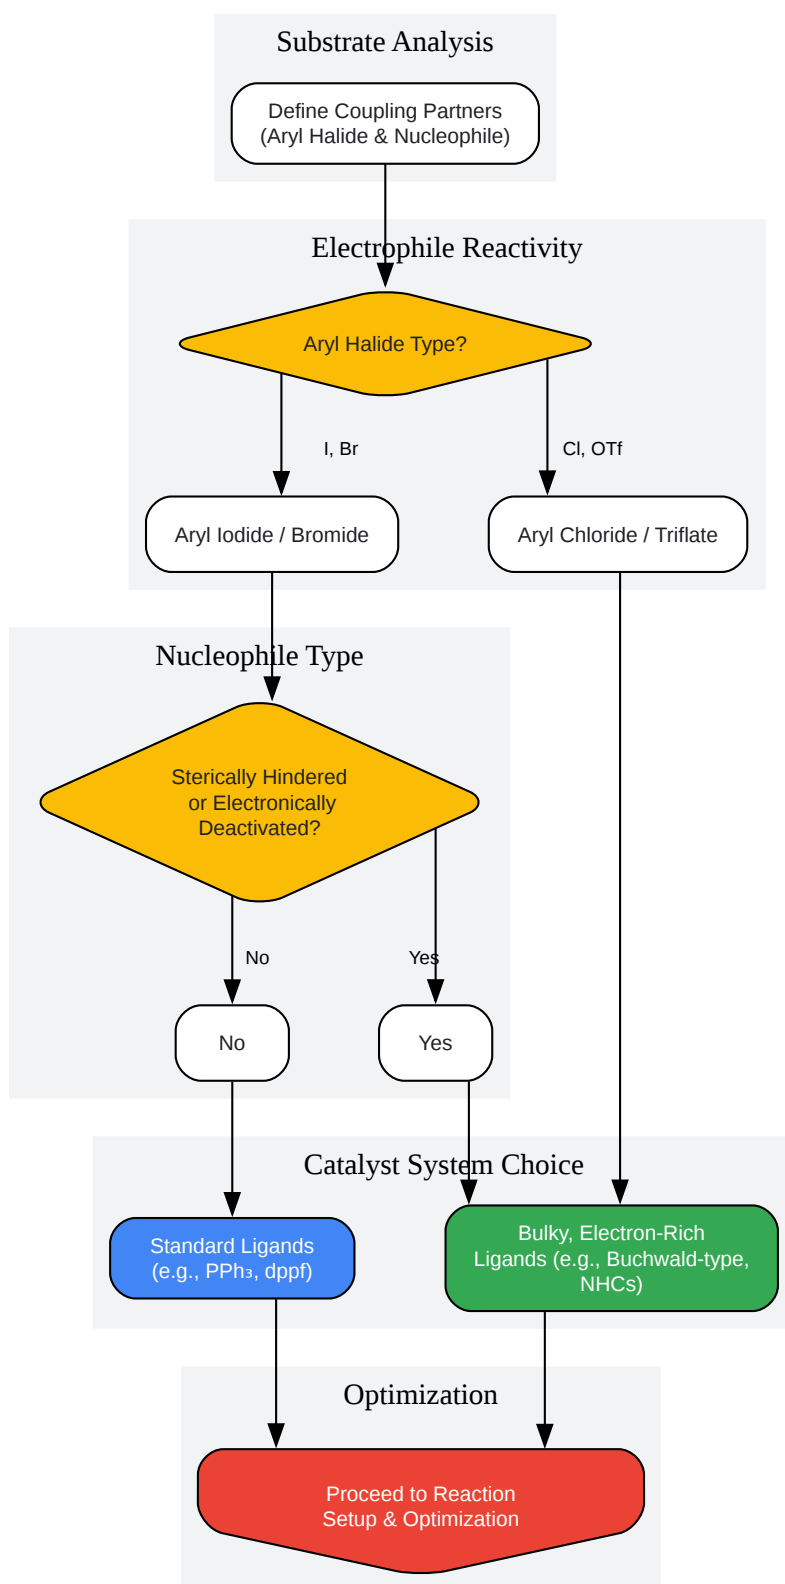 Substrate Analysis
Define Coupling Partners
(Aryl Halide & Nucleophile)
Electrophile Reactivity
Aryl Halide Type?
I, Br
Cl, OTf
Aryl Iodide / Bromide
Aryl Chloride / Triflate
Nucleophile Type
Sterically Hindered
or Electronically
Deactivated?
No
Yes
No
Yes
Catalyst System Choice
Standard Ligands
(e.g., PPh₃, dppf)
Bulky, Electron-Rich
Ligands (e.g., Buchwald-type,
NHCs)
Optimization
Proceed to Reaction
Setup & Optimization